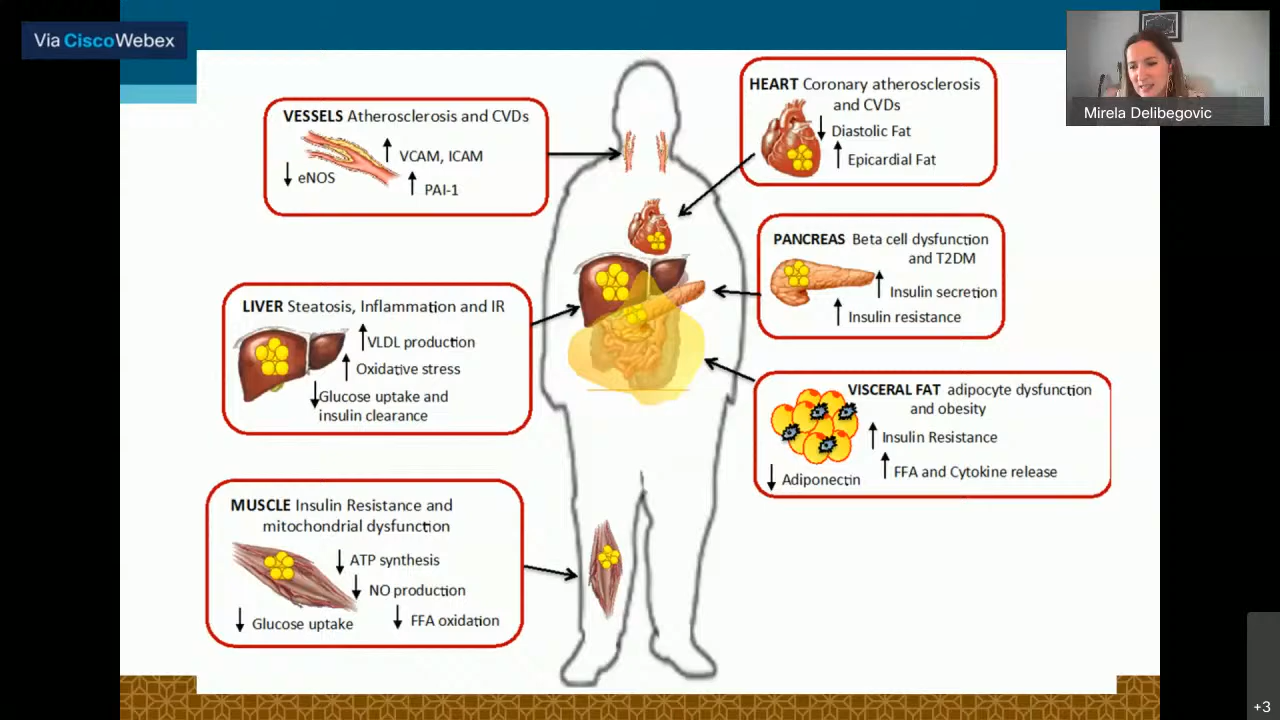 Via CiscoWebex
Mirela Delibegovic
VESSELS Atherosclerosis and CVDs
VCAM, ICAM
eNOS
PAI-1
HEART Coronary atherosclerosis
and CVDs
Diastolic Fat
Epicardial Fat
PANCREAS Beta cell dysfunction
and T2DM
Insulin secretion
Insulin resistance
LIVER Steatosis, Inflammation and IR
VLDL production
Oxidative stress
Glucose uptake and
insulin clearance
VISCERAL FAT adipocyte dysfunction
and obesity
Insulin Resistance
FFA and Cytokine release
Adiponectin
MUSCLE Insulin Resistance and
mitochondrial dysfunction
ATP synthesis
NO production
Glucose uptake
FFA oxidation
+3